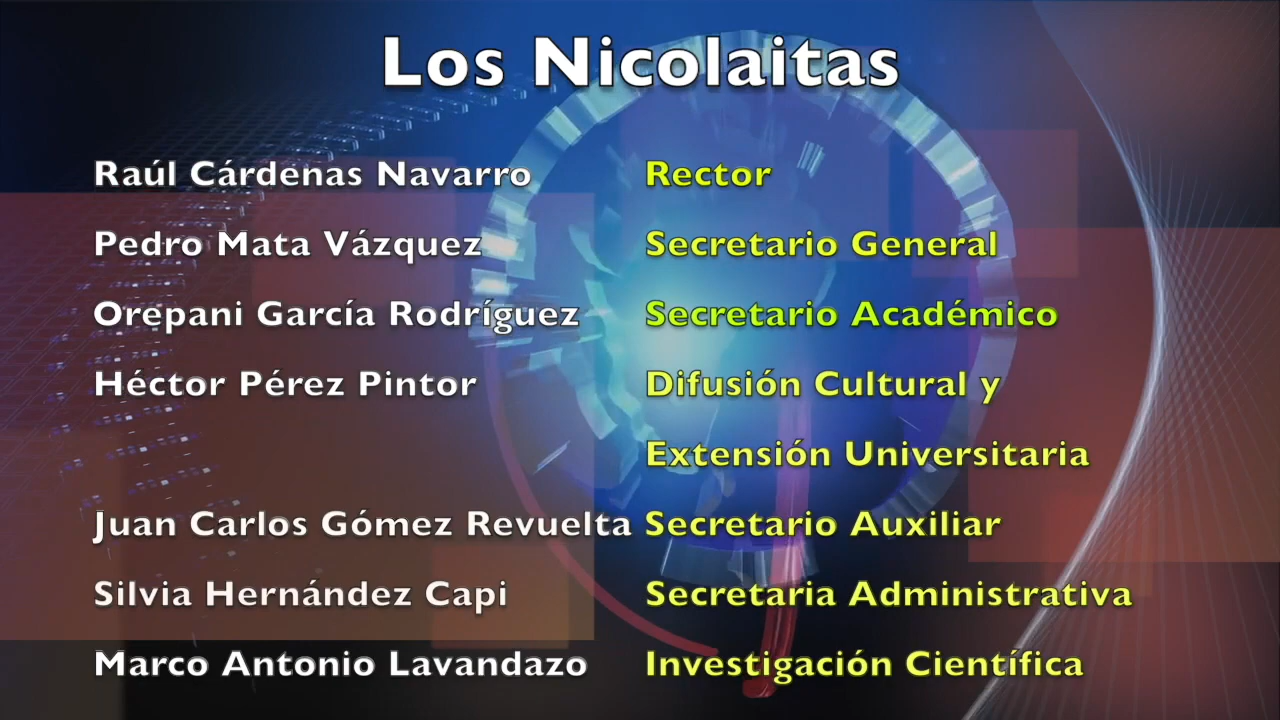 Los Nicolaitas
Raúl Cárdenas Navarro Rector
Pedro Mata Vázquez Secretario General
Orepani García Rodríguez Secretario Académico
Héctor Pérez Pintor Difusión Cultural y
Extensión Universitaria
Juan Carlos Gómez Revuelta Secretario Auxiliar
Silvia Hernández Capi Secretaria Administrativa
Marco Antonio Lavandazo Investigación Científica